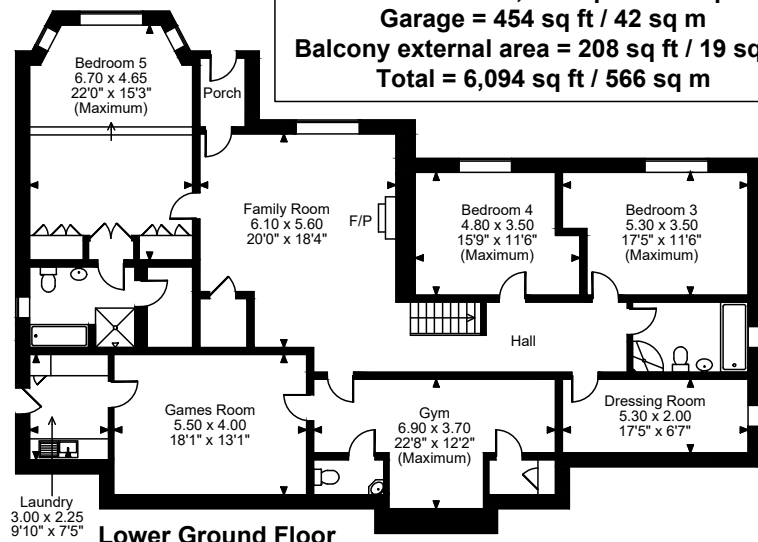 Garage = 454 sq ft / 42 sq m
Balcony external area = 208 sq ft / 19 sq
Total = 6,094 sq ft / 566 sq m
Bedroom 5
6.70 x 4.65
22'0" x 15'3"
(Maximum)
Porch
Family Room
6.10 x 5.60
20'0" x 18'4"
F/P
Bedroom 4
4.80 x 3.50
15'9" x 11'6"
(Maximum)
Bedroom 3
5.30 x 3.50
17'5" x 11'6"
(Maximum)
Hall
Games Room
5.50 x 4.00
18'1" x 13'1"
Gym
6.90 x 3.70
22'8" x 12'2"
(Maximum)
Dressing Room
5.30 x 2.00
17'5" x 6'7"
Laundry
3.00 x 2.25
9'10" x 7'5"
Lower Ground Floor